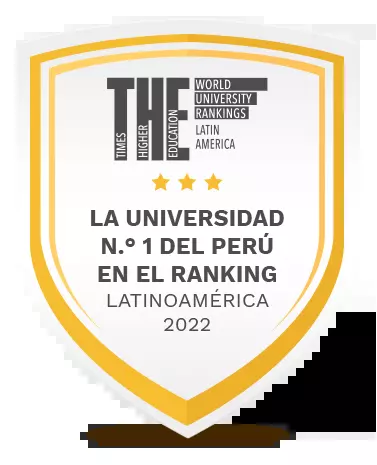 THE
TIMES
HIGHER
EDUCATION
WORLD
UNIVERSITY
RANKINGS
LATIN
AMERICA
LA UNIVERSIDAD
N.° 1 DEL PERÚ
EN EL RANKING
LATINOAMÉRICA
2022